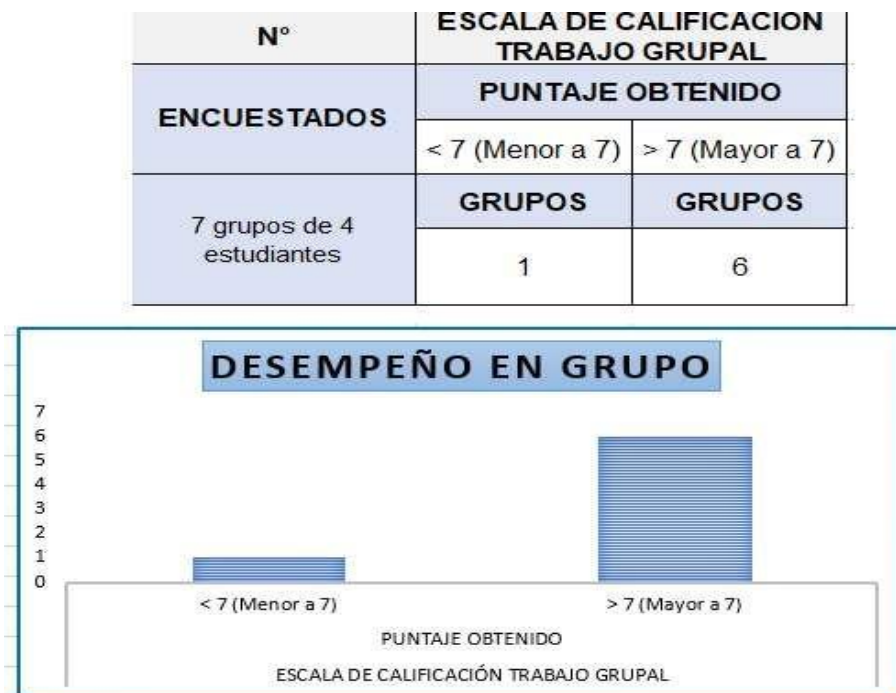 N°
ESCALA DE CALIFICACIÓN
TRABAJO GRUPAL
ENCUESTADOS
PUNTAJE OBTENIDO
< 7 (Menor a 7)
> 7 (Mayor a 7)
7 grupos de 4
estudiantes
GRUPOS
GRUPOS
1
6
DESEMPEÑO EN GRUPO
7
6
5
4
3
2
1
0
< 7 (Menor a 7)
> 7 (Mayor a 7)
PUNTAJE OBTENIDO
ESCALA DE CALIFICACIÓN TRABAJO GRUPAL